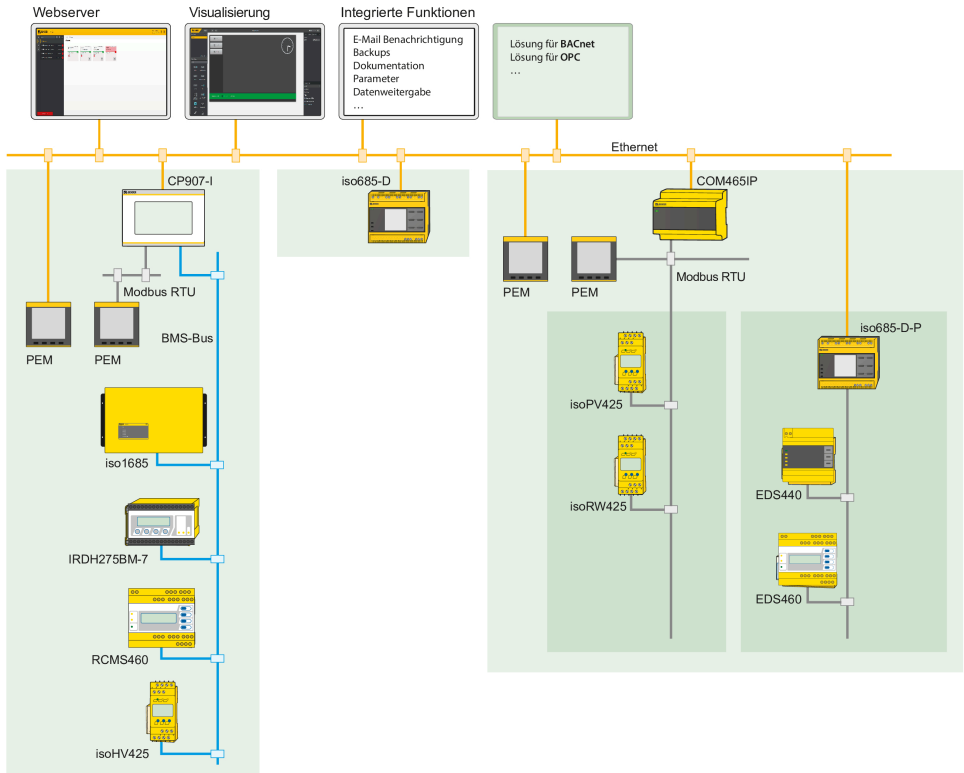 Webserver
Visualisierung
Integrierte Funktionen
E-Mail Benachrichtigung
Backups
Dokumentation
Parameter
Datenweitergabe
...
Lösung für BACnet
Lösung für OPC
...
Ethernet
CP907-I
iso685-D
COM465IP
Modbus RTU
PEM
PEM
BMS-Bus
PEM
PEM
Modbus RTU
iso685-D-P
isoPV425
iso1685
isoRW425
EDS440
IRDH275BM-7
EDS460
RCMS460
isoHV425